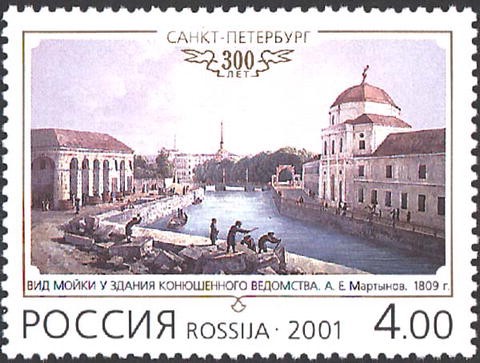 САНКТ-ПЕТЕРБУРГ
300
ЛЕТ
ВИД МОЙКИ У ЗДАНИЯ КОНЮШЕННОГО ВЕДОМСТВА. А. Е. Мартынов. 1809 г.
РОССИЯ ROSSIJA · 2001 4.00